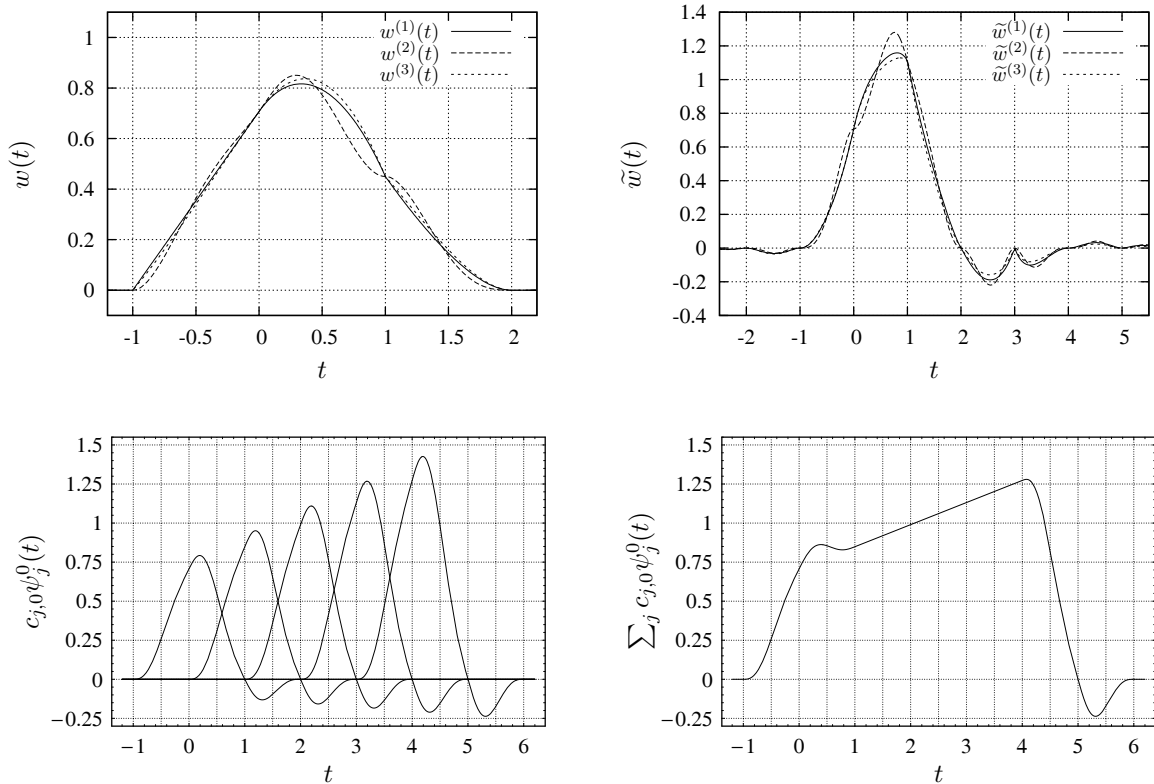 w(t)
1
0.8
0.6
0.4
0.2
0
-1 -0.5 0 0.5 1 1.5 2
t
w^{(1)}(t)
w^{(2)}(t)
w^{(3)}(t)
\widetilde{w}(t)
1.4
1.2
1
0.8
0.6
0.4
0.2
0
-0.2
-0.4
-2 -1 0 1 2 3 4 5
t
\widetilde{w}^{(1)}(t)
\widetilde{w}^{(2)}(t)
\widetilde{w}^{(3)}(t)
c_{j,0}ψ_j^0(t)
1.5
1.25
1
0.75
0.5
0.25
0
−0.25
−1 0 1 2 3 4 5 6
t
∑_j c_{j,0}ψ_j^0(t)
1.5
1.25
1
0.75
0.5
0.25
0
−0.25
−1 0 1 2 3 4 5 6
t